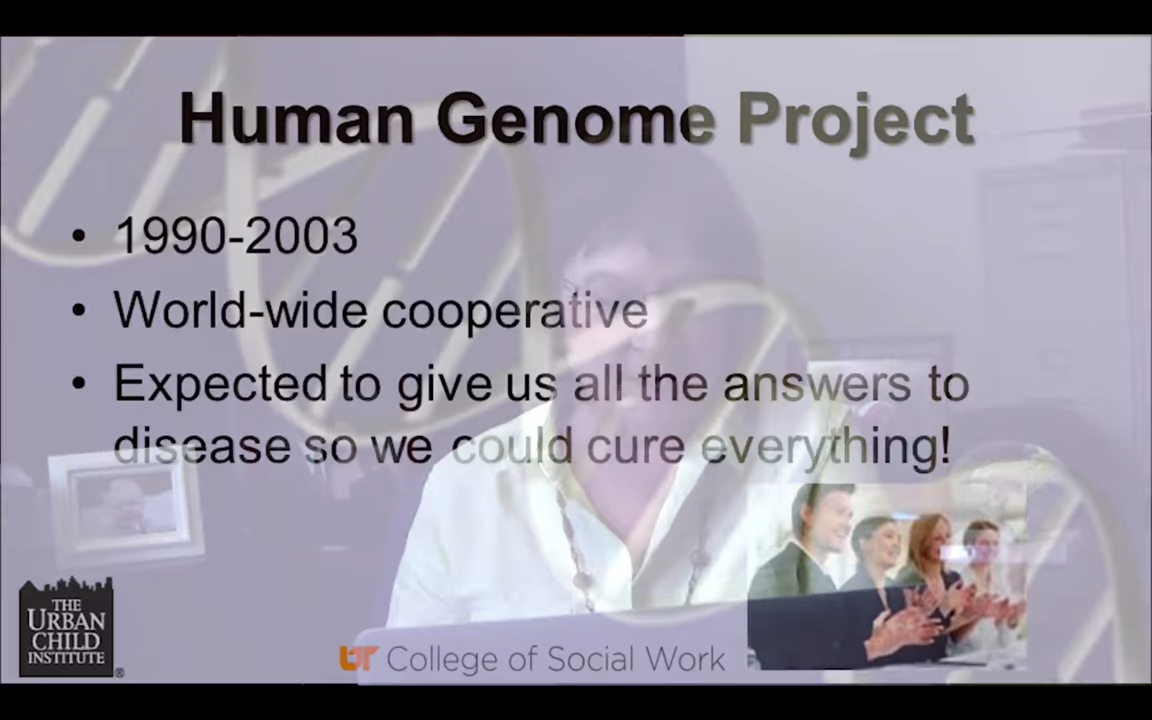 Human Genome Project
• 1990-2003
• World-wide cooperative
• Expected to give us all the answers to
disease so we could cure everything!
THE
URBAN
CHILD
INSTITUTE
®
UT College of Social Work